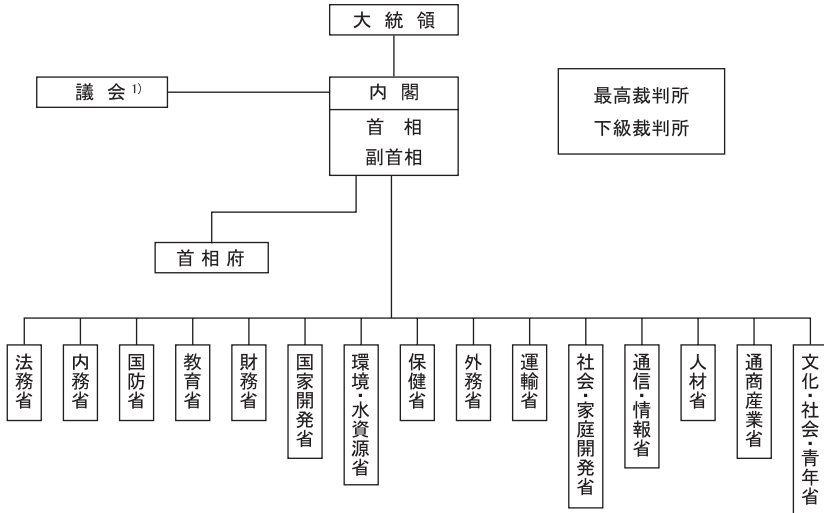 大統領
議会 1)
内閣
首相
副首相
最高裁判所
下級裁判所
首相府
法務省
内務省
国防省
教育省
財務省
国家開発省
環境・水資源省
保健省
外務省
運輸省
社会・家庭開発省
通信・情報省
人材省
通商産業省
文化・社会・青年省